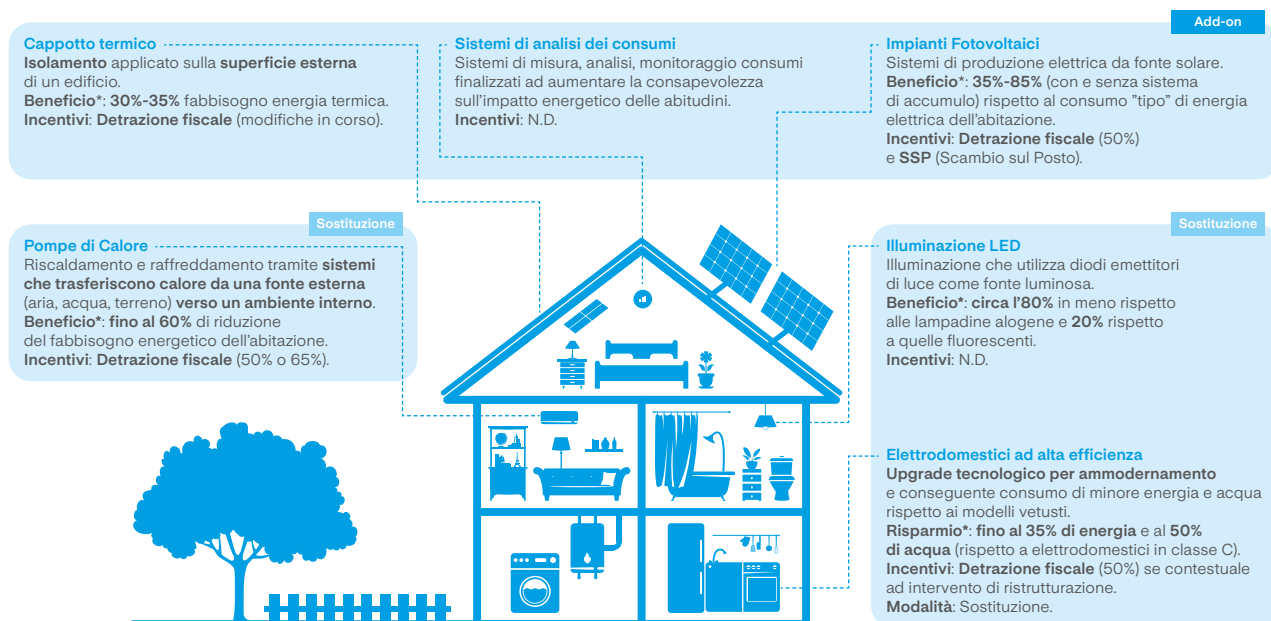 Add-on
Cappotto termico
Isolamento applicato sulla superficie esterna
di un edificio.
Beneficio*: 30%-35% fabbisogno energia termica.
Incentivi: Detrazione fiscale (modifiche in corso).
Sistemi di analisi dei consumi
Sistemi di misura, analisi, monitoraggio consumi
finalizzati ad aumentare la consapevolezza
sull'impatto energetico delle abitudini.
Incentivi: N.D.
Impianti Fotovoltaici
Sistemi di produzione elettrica da fonte solare.
Beneficio*: 35%-85% (con e senza sistema
di accumulo) rispetto al consumo "tipo" di energia
elettrica dell'abitazione.
Incentivi: Detrazione fiscale (50%)
e SSP (Scambio sul Posto).
Sostituzione
Pompe di Calore
Riscaldamento e raffreddamento tramite sistemi
che trasferiscono calore da una fonte esterna
(aria, acqua, terreno) verso un ambiente interno.
Beneficio*: fino al 60% di riduzione
del fabbisogno energetico dell'abitazione.
Incentivi: Detrazione fiscale (50% o 65%).
Sostituzione
Illuminazione LED
Illuminazione che utilizza diodi emettitori
di luce come fonte luminosa.
Beneficio*: circa l'80% in meno rispetto
alle lampadine alogene e 20% rispetto
a quelle fluorescenti.
Incentivi: N.D.
Elettrodomestici ad alta efficienza
Upgrade tecnologico per ammodernamento
e conseguente consumo di minore energia e acqua
rispetto ai modelli vetusti.
Risparmio*: fino al 35% di energia e al 50%
di acqua (rispetto a elettrodomestici in classe C).
Incentivi: Detrazione fiscale (50%) se contestuale
ad intervento di ristrutturazione.
Modalità: Sostituzione.